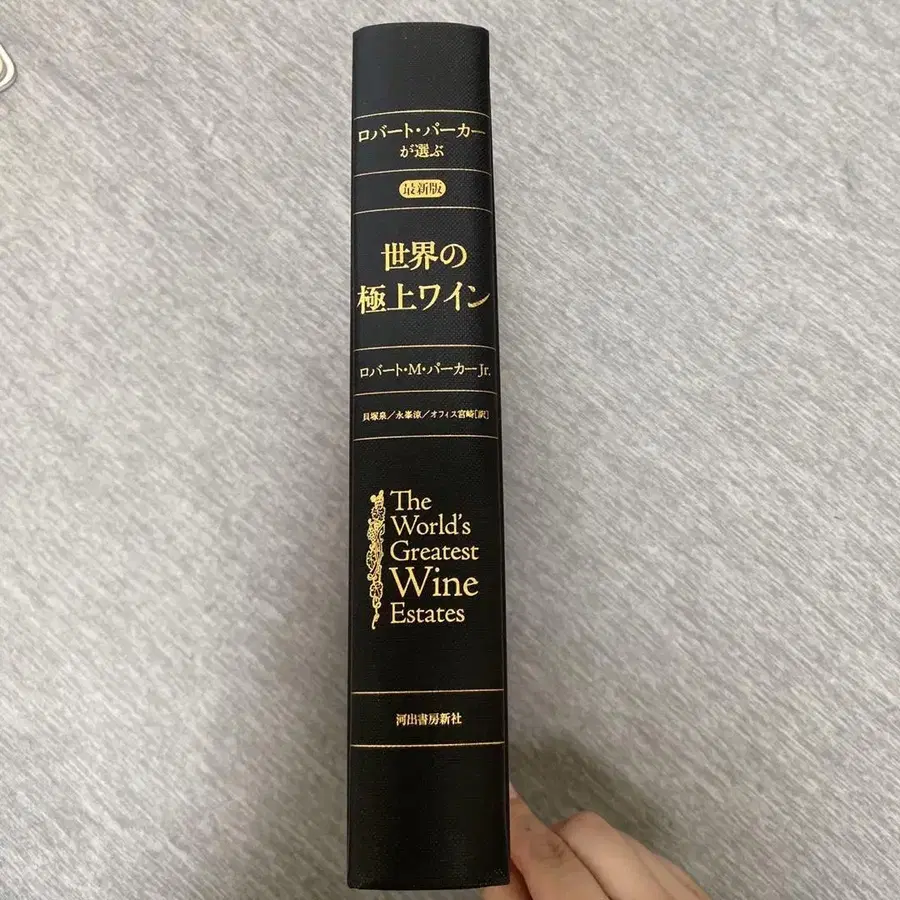 ロバート・パーカー
が選ぶ
最新版
世界の
極上ワイン
ロバート・M・パーカーJr.
貝塚泉／永峯涼／オフィス宮崎[訳]
The
World's
Greatest
Wine
Estates
河出書房新社